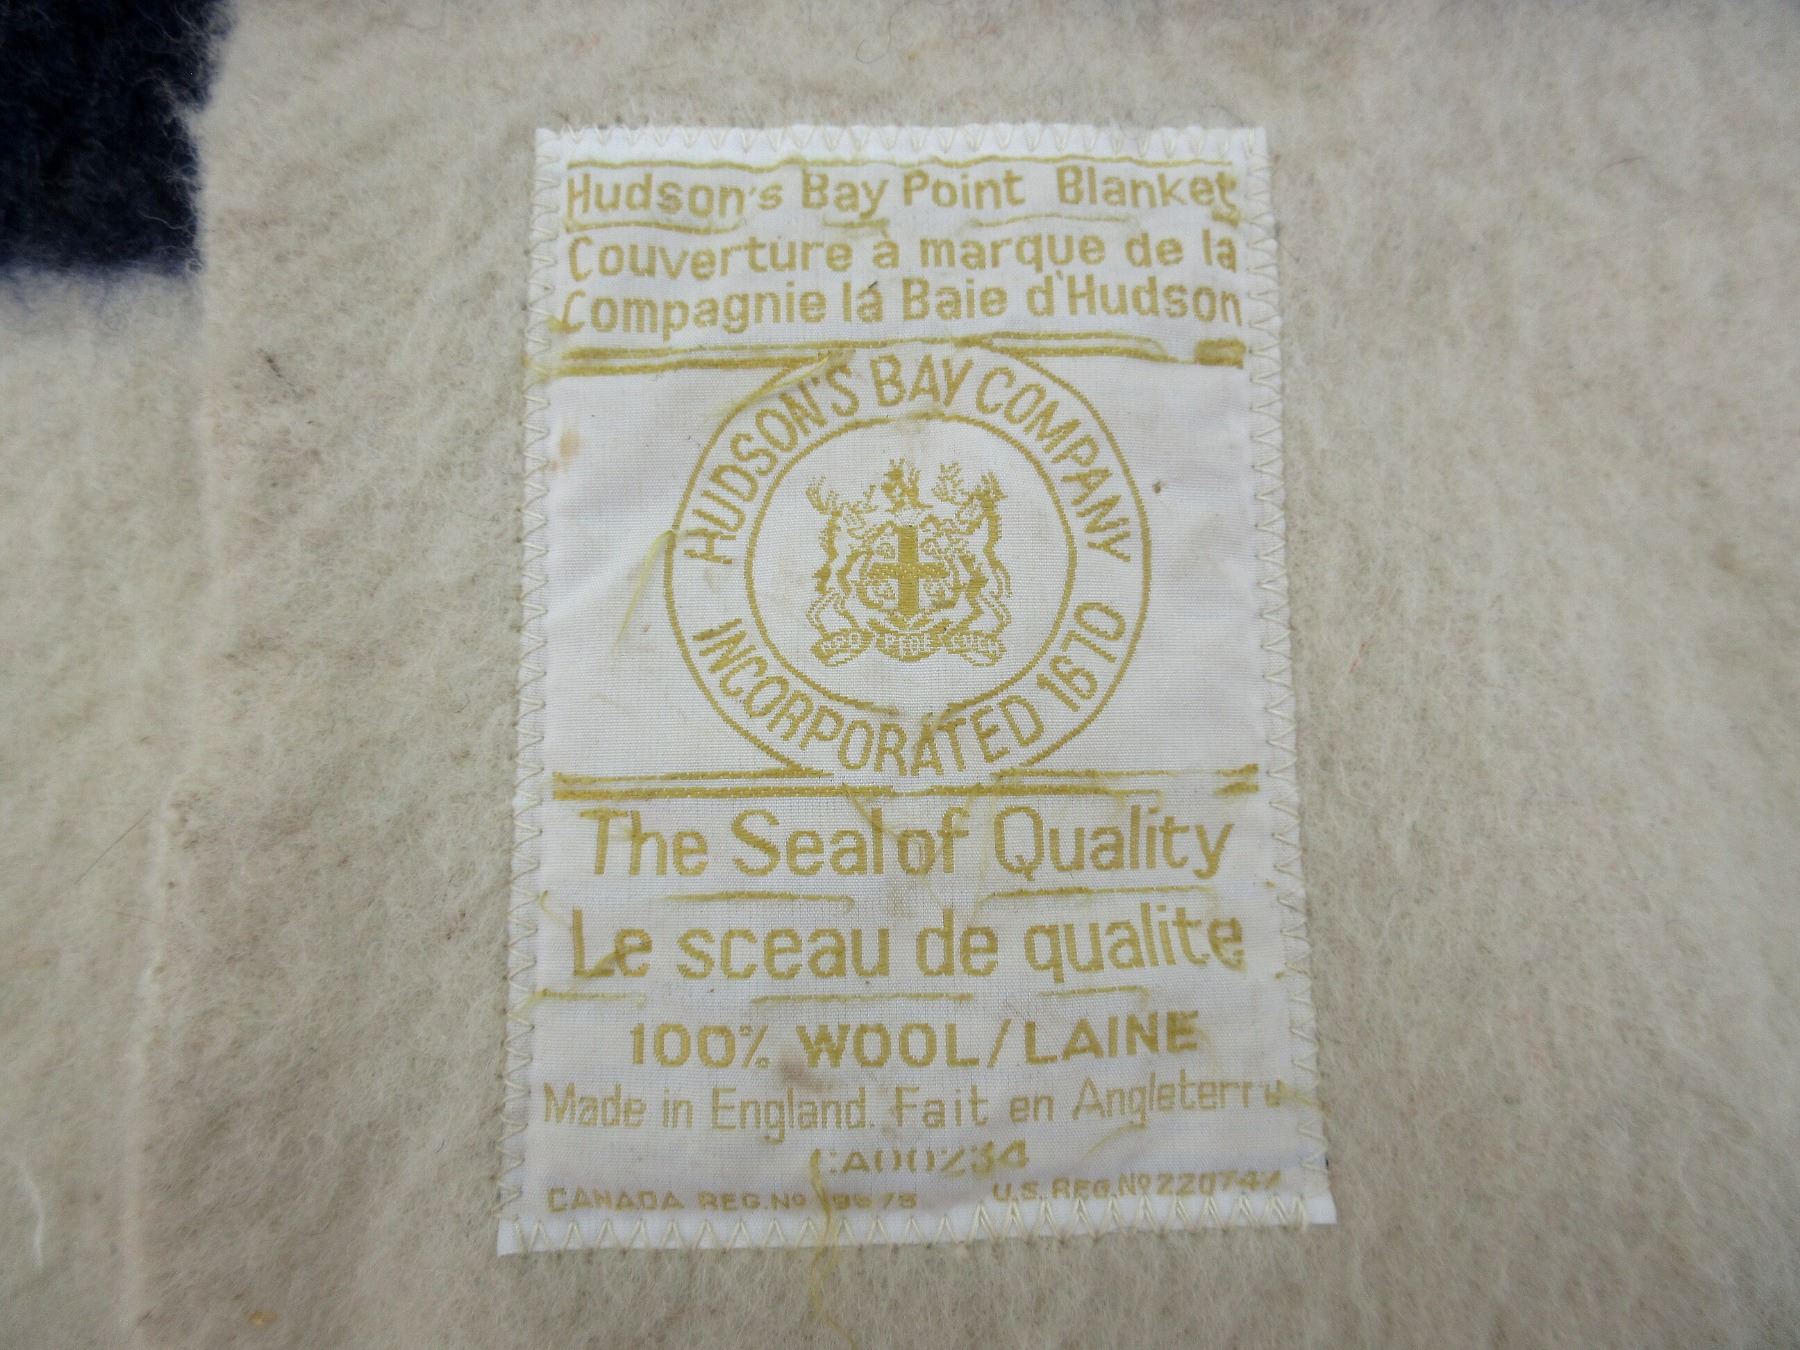 Hudson's Bay Point Blanket
Couverture à marque de la
Compagnie la Baie d'Hudson
HUDSON'S BAY COMPANY
INCORPORATED 1670
The Seal of Quality
Le sceau de qualite
100% WOOL/LAINE
Made in England. Fait en Angleterre
CA00234
CANADA REG. No
U.S. REG. No